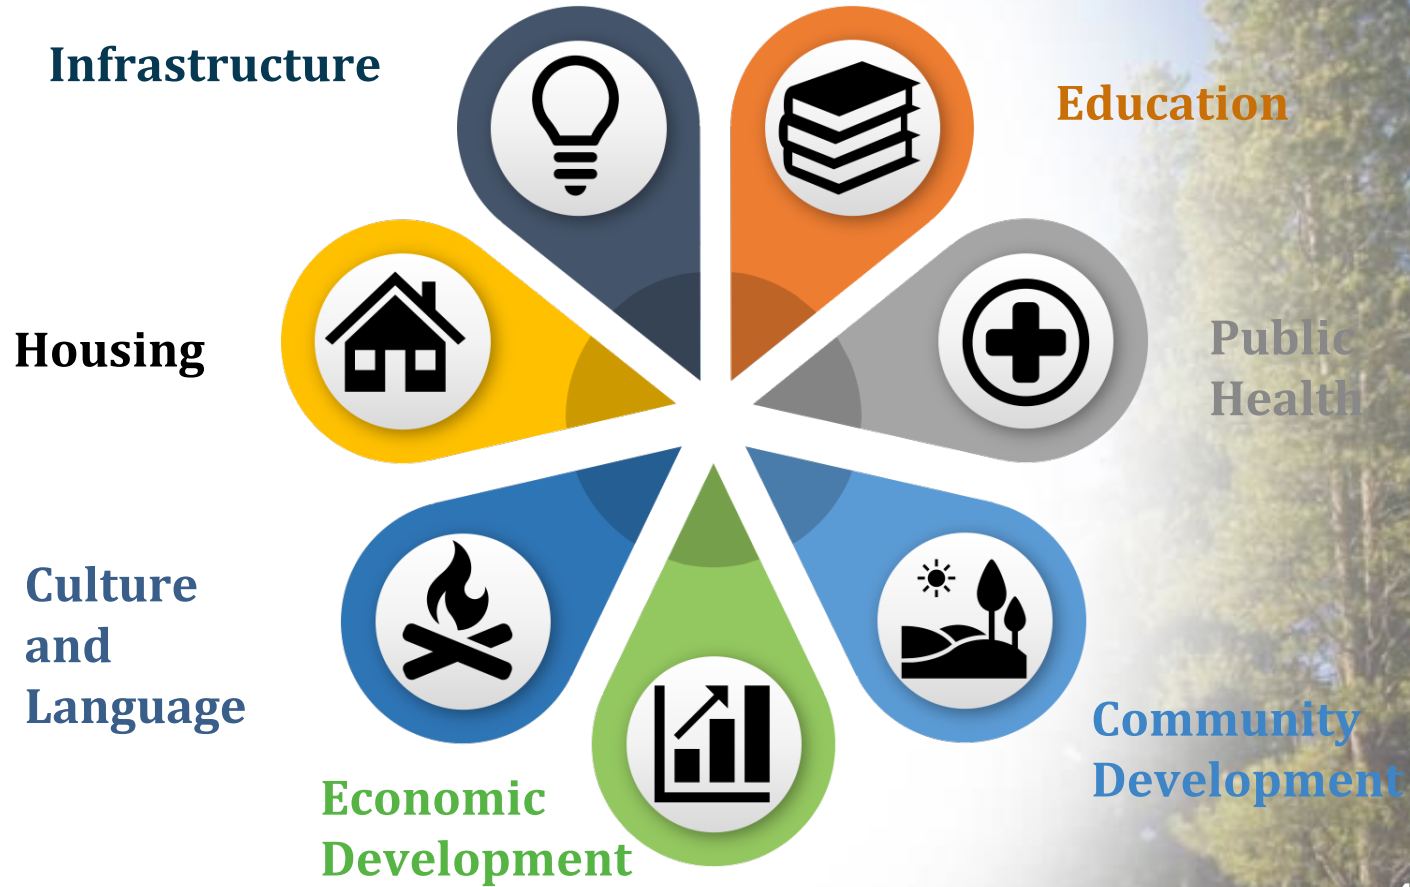 Infrastructure
Education
Housing
Public
Health
Culture
and
Language
Community
Development
Economic
Development